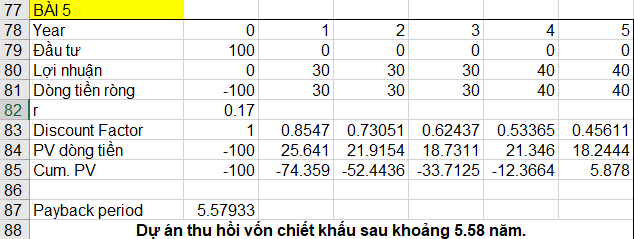 77 BÀI 5
78 Year 0 1 2 3 4 5
79 Đầu tư 100 0 0 0 0 0
80 Lợi nhuận 0 30 30 30 40 40
81 Dòng tiền ròng -100 30 30 30 40 40
82 r 0.17
83 Discount Factor 1 0.8547 0.73051 0.62437 0.53365 0.45611
84 PV dòng tiền -100 25.641 21.9154 18.7311 21.346 18.2444
85 Cum. PV -100 -74.359 -52.4436 -33.7125 -12.3664 5.878
86
87 Payback period 5.57933
88 Dự án thu hồi vốn chiết khấu sau khoảng 5.58 năm.